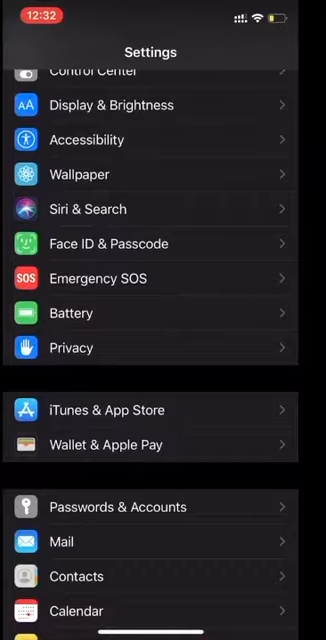 12:32
Settings
Control Center
AA
Display & Brightness
Accessibility
Wallpaper
Siri & Search
Face ID & Passcode
SOS
Emergency SOS
Battery
Privacy
iTunes & App Store
Wallet & Apple Pay
Passwords & Accounts
Mail
Contacts
Calendar